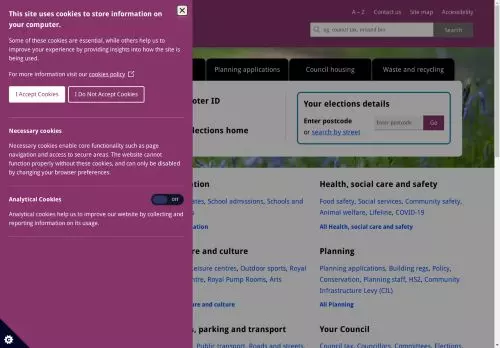 This site uses cookies to store information on
your computer.
Some of these cookies are essential, while others help us to
improve your experience by providing insights into how the site is
being used.
For more information visit our cookies policy
I Accept Cookies
I Do Not Accept Cookies
Necessary cookies
Necessary cookies enable core functionality such as page
navigation and access to secure areas. The website cannot
function properly without these cookies, and can only be disabled
by changing your browser preferences.
Analytical Cookies
Off
Analytical cookies help us to improve our website by collecting and
reporting information on its usage.
A – Z
Contact us
Site map
Accessibility
eg. council tax, missed bin
Search
Planning applications
Council housing
Waste and recycling
oter ID
lections home
Your elections details
Enter postcode
or search by street
Enter postcode
Go
ation
ates, School admissions, Schools and
ation
Health, social care and safety
Food safety, Social services, Community safety,
Animal welfare, Lifeline, COVID-19
All Health, social care and safety
re and culture
Leisure centres, Outdoor sports, Royal
Royal Pump Rooms, Arts
ure and culture
Planning
Planning applications, Building regs, Policy,
Conservation, Planning staff, HS2, Community
Infrastructure Levy (CIL)
All Planning
s, parking and transport
Public transport, Roads and streets
Your Council
Council tax, Councillors, Committees, Elections,